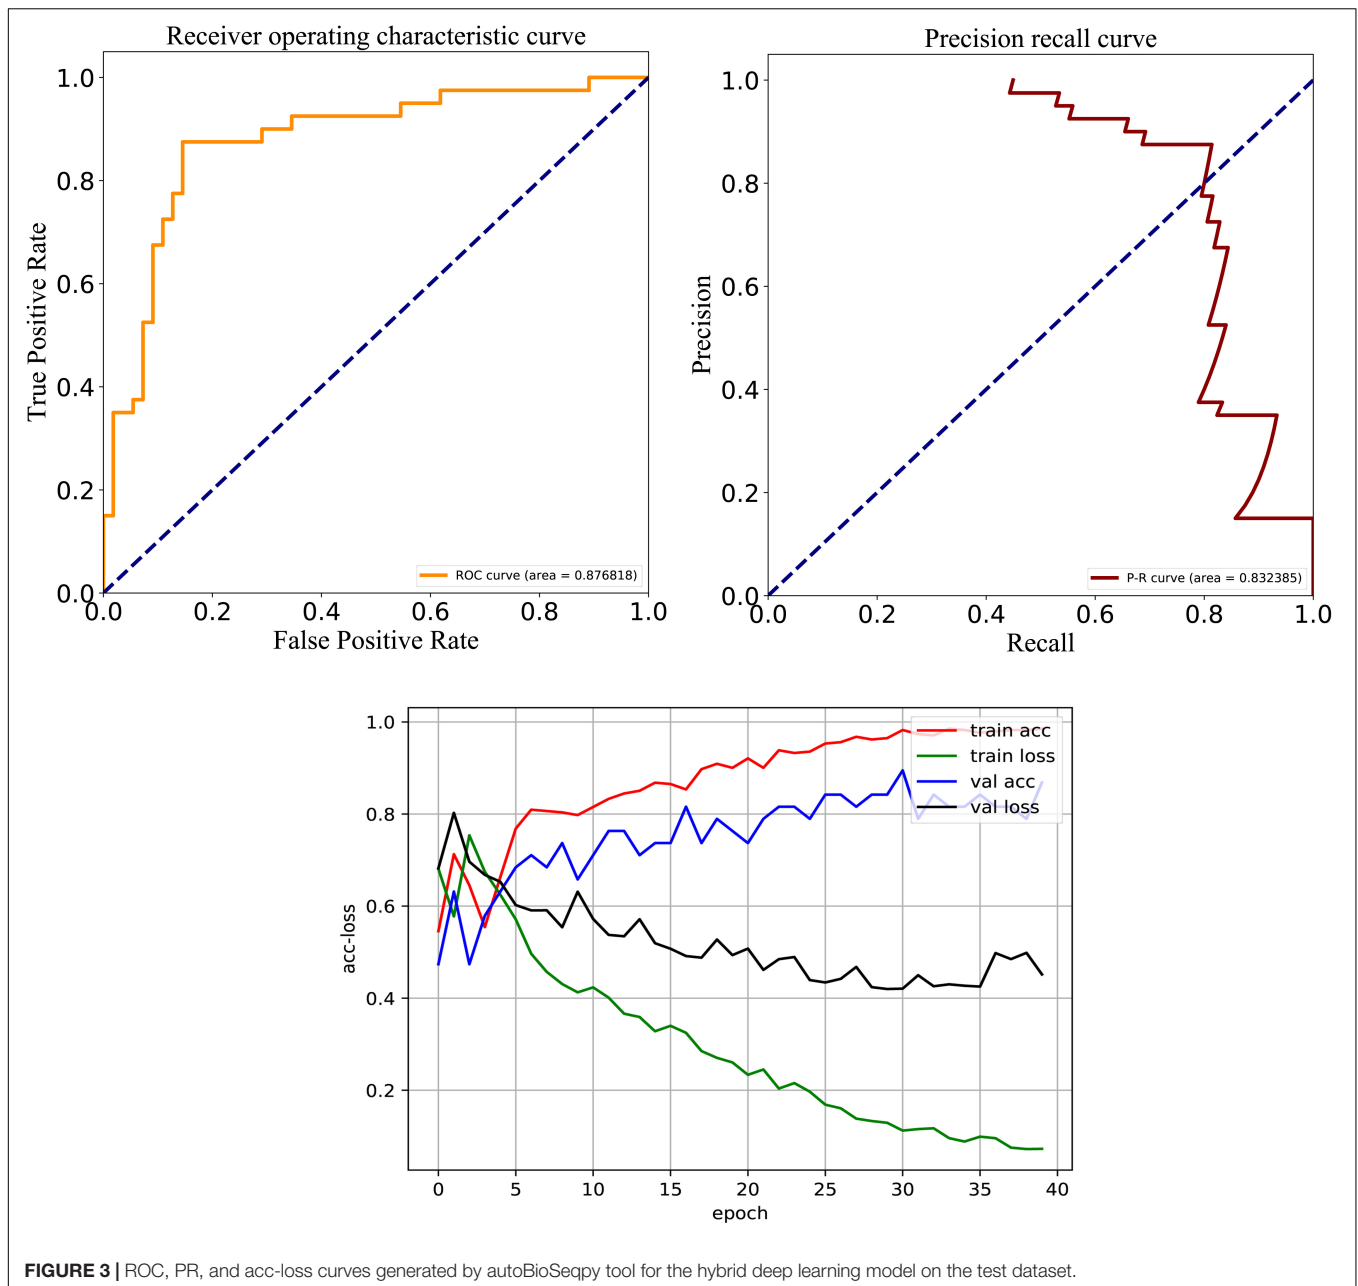 Receiver operating characteristic curve
True Positive Rate
1.0
0.8
0.6
0.4
0.2
0.0
0.0 0.2 0.4 0.6 0.8 1.0
False Positive Rate
ROC curve (area = 0.876818)
Precision recall curve
Precision
1.0
0.8
0.6
0.4
0.2
0.0
0.0 0.2 0.4 0.6 0.8 1.0
Recall
P-R curve (area = 0.832385)
acc-loss
1.0
0.8
0.6
0.4
0.2
0 5 10 15 20 25 30 35 40
epoch
train acc
train loss
val acc
val loss
FIGURE 3 | ROC, PR, and acc-loss curves generated by autoBioSeqpy tool for the hybrid deep learning model on the test dataset.